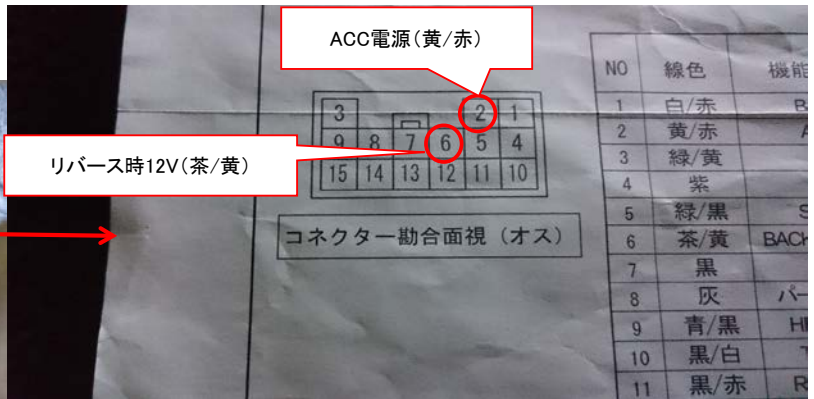 ACC電源(黄/赤)
リバース時12V(茶/黄)
3 2 1
9 8 7 6 5 4
15 14 13 12 11 10
コネクター勘合面視(オス)
NO 線色 機能
1 白/赤 B
2 黄/赤 A
3 緑/黄
4 紫
5 緑/黒 S
6 茶/黄 BACK
7 黒
8 灰 パー
9 青/黒
10 黒/白 T
11 黒/赤 R